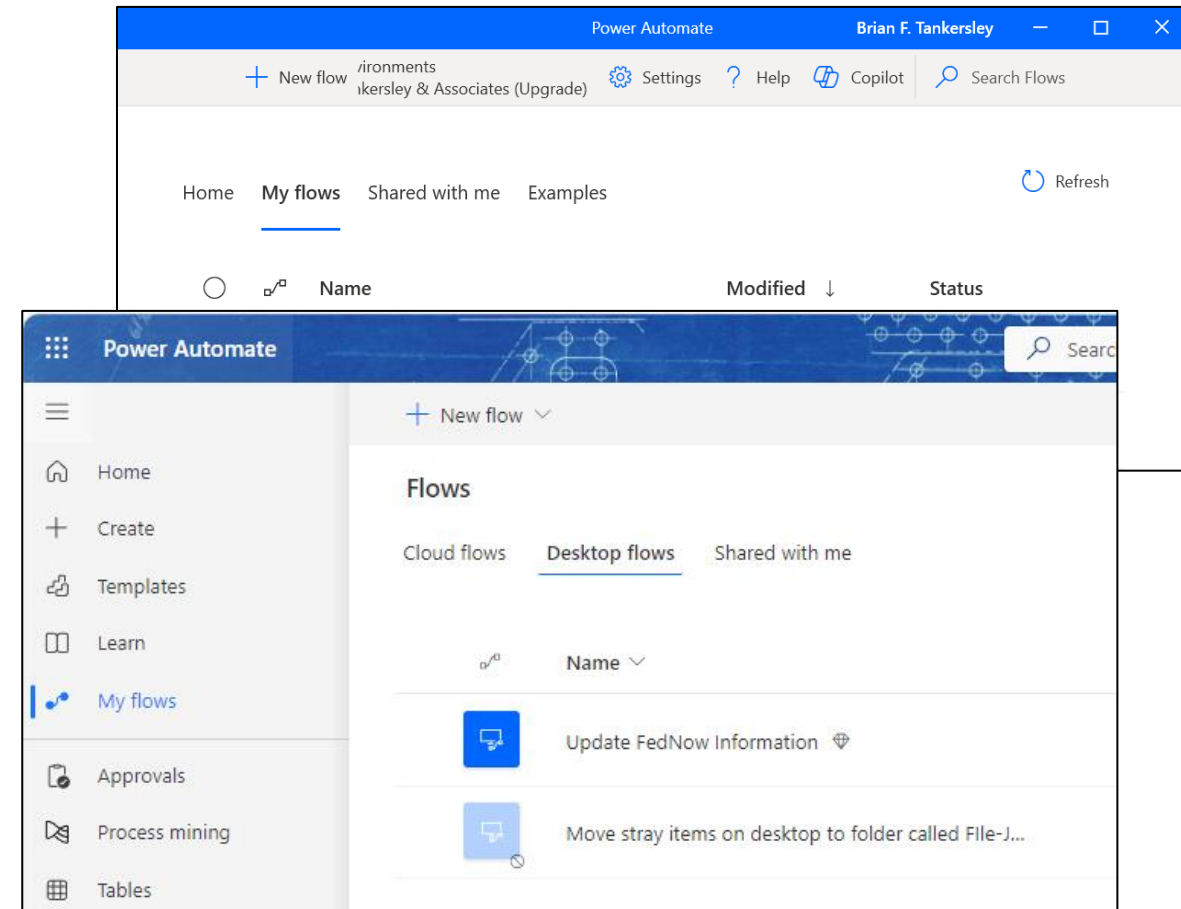 Power Automate
Brian F. Tankersley
New flow
vironments
kersley & Associates (Upgrade)
Settings
Help
Copilot
Search Flows
Home
My flows
Shared with me
Examples
Refresh
Name
Modified
Status
Power Automate
Searc
New flow
Home
Create
Templates
Learn
My flows
Approvals
Process mining
Tables
Flows
Cloud flows
Desktop flows
Shared with me
Name
Update FedNow Information
Move stray items on desktop to folder called FIle-J...